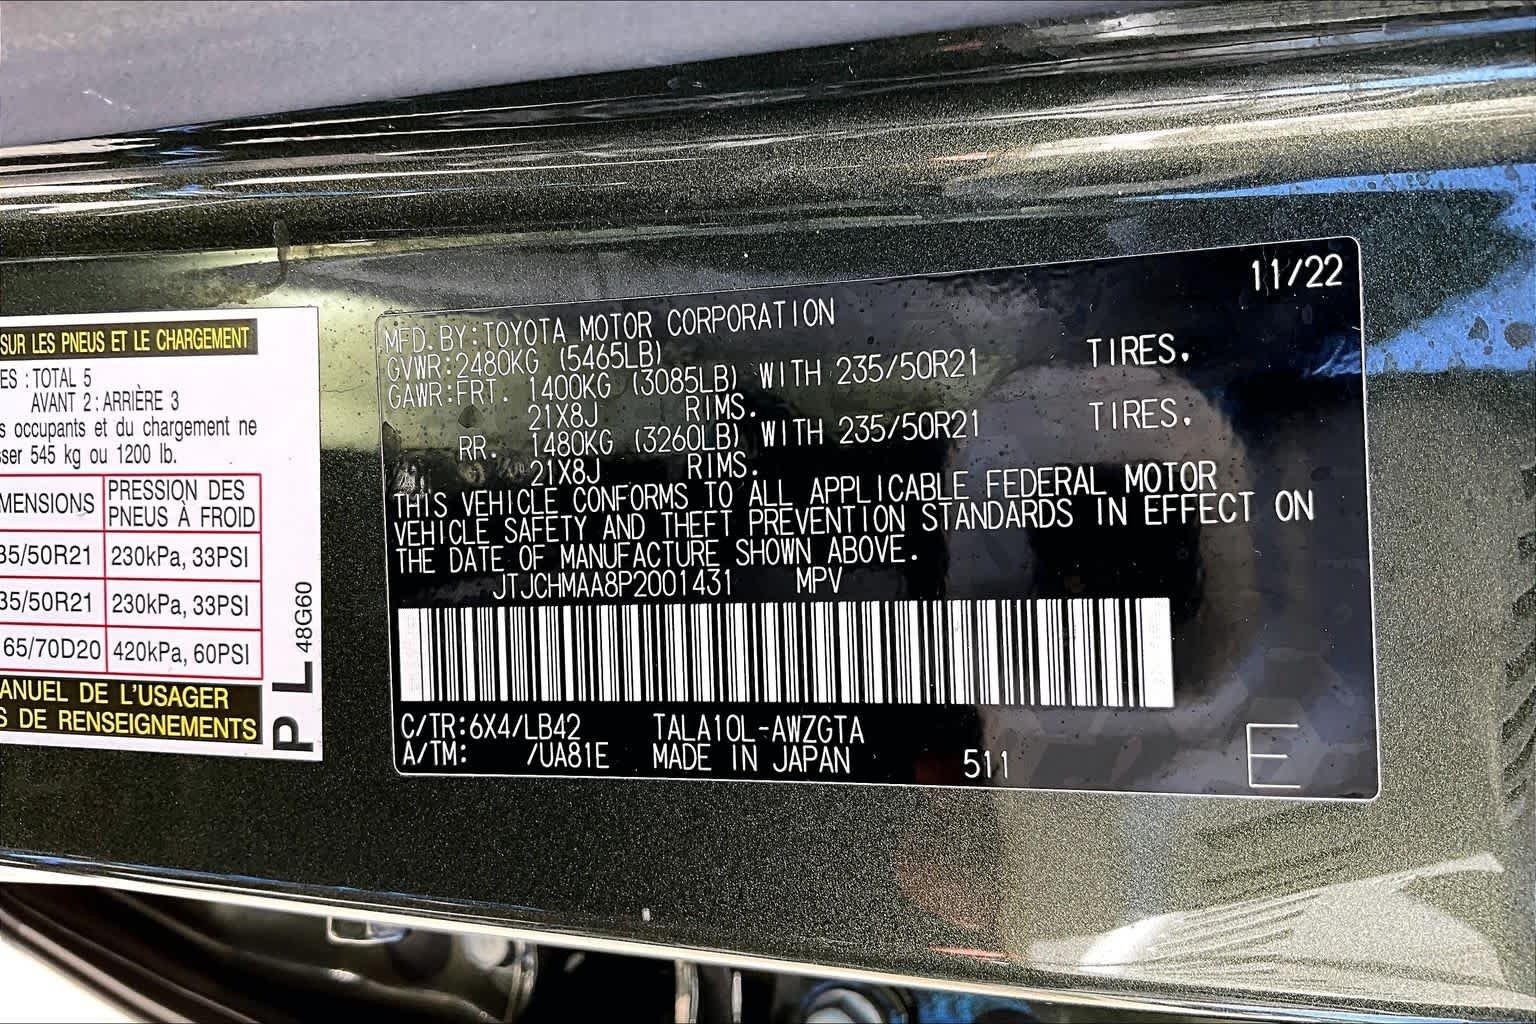 SUR LES PNEUS ET LE CHARGEMENT
ES : TOTAL 5
AVANT 2 : ARRIÈRE 3
s occupants et du chargement ne
sser 545 kg ou 1200 lb.
MENSIONS PRESSION DES PNEUS À FROID
35/50R21 230kPa, 33PSI
35/50R21 230kPa, 33PSI
65/70D20 420kPa, 60PSI
ANUEL DE L'USAGER
S DE RENSEIGNEMENTS
P L 48G60
11/22
MFD. BY: TOYOTA MOTOR CORPORATION
GVWR: 2480KG (5465LB)
GAWR: FRT. 1400KG (3085LB) WITH 235/50R21 TIRES.
21X8J RIMS.
RR. 1480KG (3260LB) WITH 235/50R21 TIRES.
21X8J RIMS.
THIS VEHICLE CONFORMS TO ALL APPLICABLE FEDERAL MOTOR
VEHICLE SAFETY AND THEFT PREVENTION STANDARDS IN EFFECT ON
THE DATE OF MANUFACTURE SHOWN ABOVE.
JTJCHMAA8P2001431 MPV
C/TR: 6X4/LB42 TALA10L-AWZGTA
A/TM: /UA81E MADE IN JAPAN 511 E